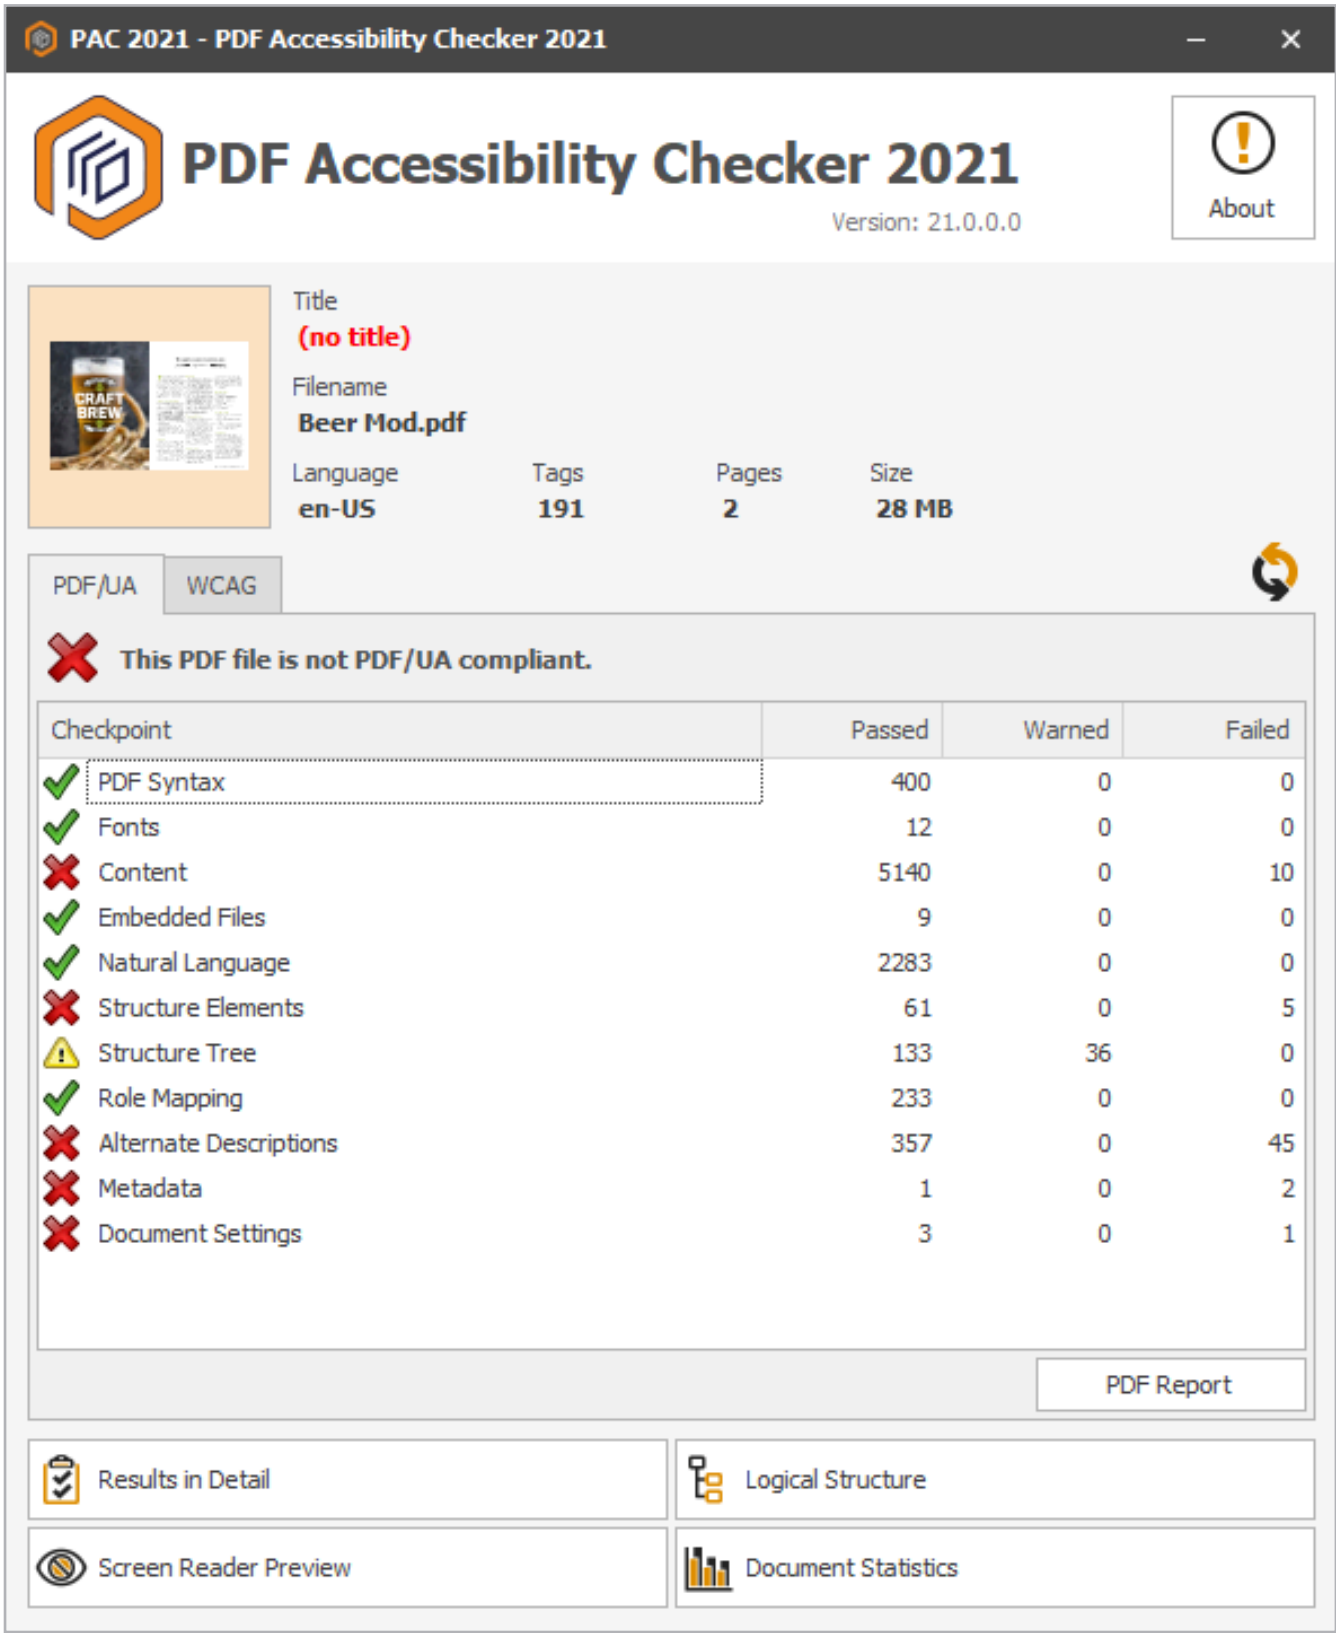 PAC 2021 - PDF Accessibility Checker 2021
PDF Accessibility Checker 2021
Version: 21.0.0.0
About
CRAFT
BREW
Title
(no title)
Filename
Beer Mod.pdf
Language Tags Pages Size
en-US 191 2 28 MB
PDF/UA WCAG
This PDF file is not PDF/UA compliant.
Checkpoint Passed Warned Failed
PDF Syntax 400 0 0
Fonts 12 0 0
Content 5140 0 10
Embedded Files 9 0 0
Natural Language 2283 0 0
Structure Elements 61 0 5
Structure Tree 133 36 0
Role Mapping 233 0 0
Alternate Descriptions 357 0 45
Metadata 1 0 2
Document Settings 3 0 1
PDF Report
Results in Detail
Logical Structure
Screen Reader Preview
Document Statistics